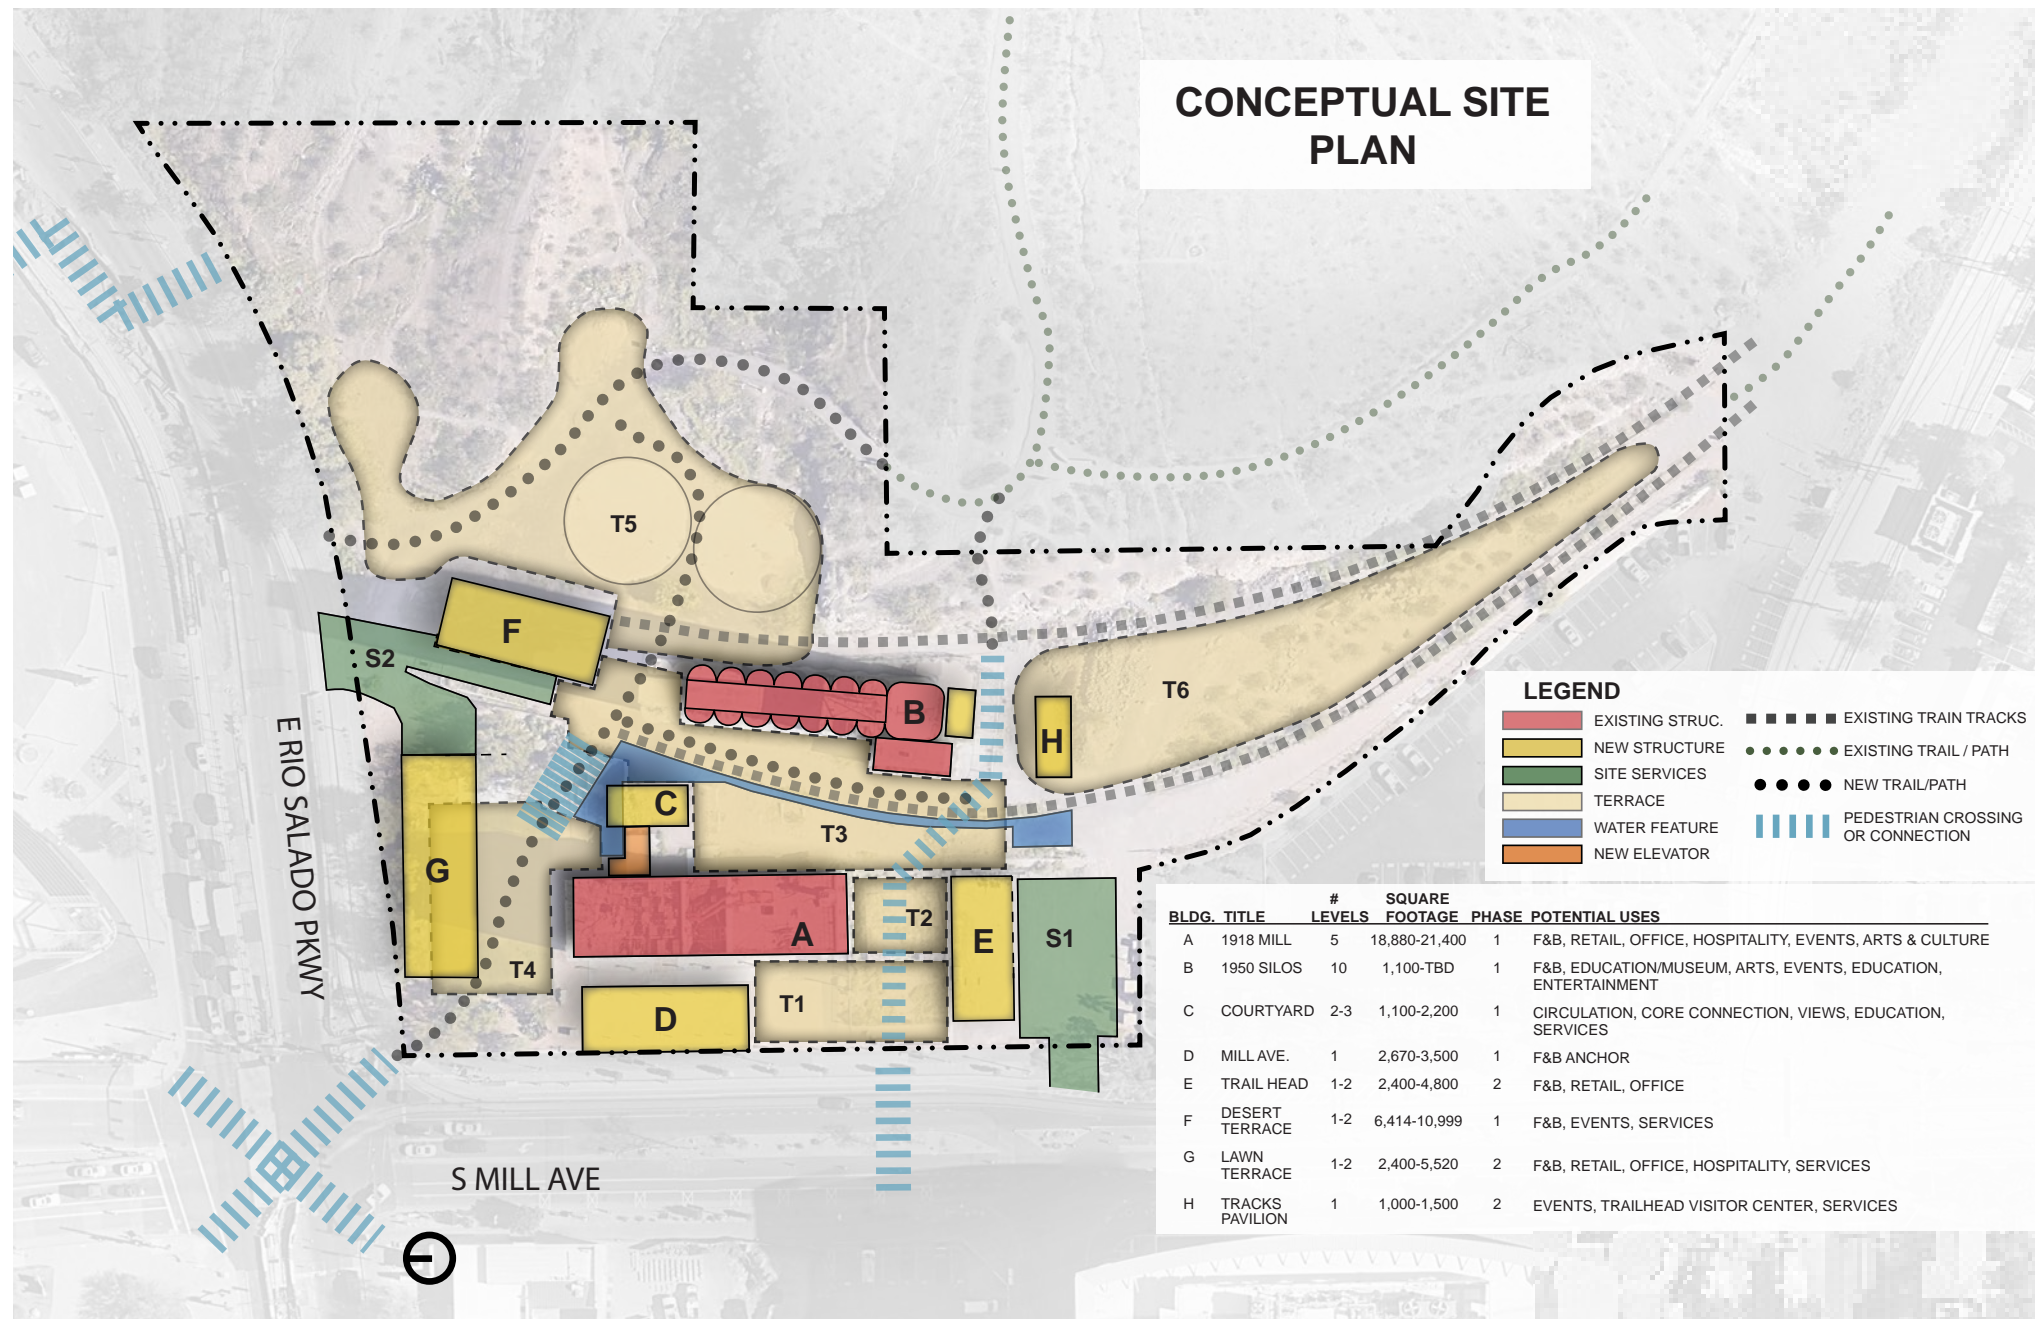 CONCEPTUAL SITE
PLAN
T5
F
S2
B
T6
H
C
T3
G
A
T2
E
S1
T4
T1
D
E RIO SALADO PKWY
S MILL AVE
LEGEND
EXISTING STRUC.
NEW STRUCTURE
SITE SERVICES
TERRACE
WATER FEATURE
NEW ELEVATOR
EXISTING TRAIN TRACKS
EXISTING TRAIL / PATH
NEW TRAIL/PATH
PEDESTRIAN CROSSING
OR CONNECTION
# SQUARE
BLDG. TITLE LEVELS FOOTAGE PHASE POTENTIAL USES
A 1918 MILL 5 18,880-21,400 1 F&B, RETAIL, OFFICE, HOSPITALITY, EVENTS, ARTS & CULTURE
B 1950 SILOS 10 1,100-TBD 1 F&B, EDUCATION/MUSEUM, ARTS, EVENTS, EDUCATION,
ENTERTAINMENT
C COURTYARD 2-3 1,100-2,200 1 CIRCULATION, CORE CONNECTION, VIEWS, EDUCATION,
SERVICES
D MILL AVE. 1 2,670-3,500 1 F&B ANCHOR
E TRAIL HEAD 1-2 2,400-4,800 2 F&B, RETAIL, OFFICE
F DESERT
TERRACE 1-2 6,414-10,999 1 F&B, EVENTS, SERVICES
G LAWN
TERRACE 1-2 2,400-5,520 2 F&B, RETAIL, OFFICE, HOSPITALITY, SERVICES
H TRACKS
PAVILION 1 1,000-1,500 2 EVENTS, TRAILHEAD VISITOR CENTER, SERVICES